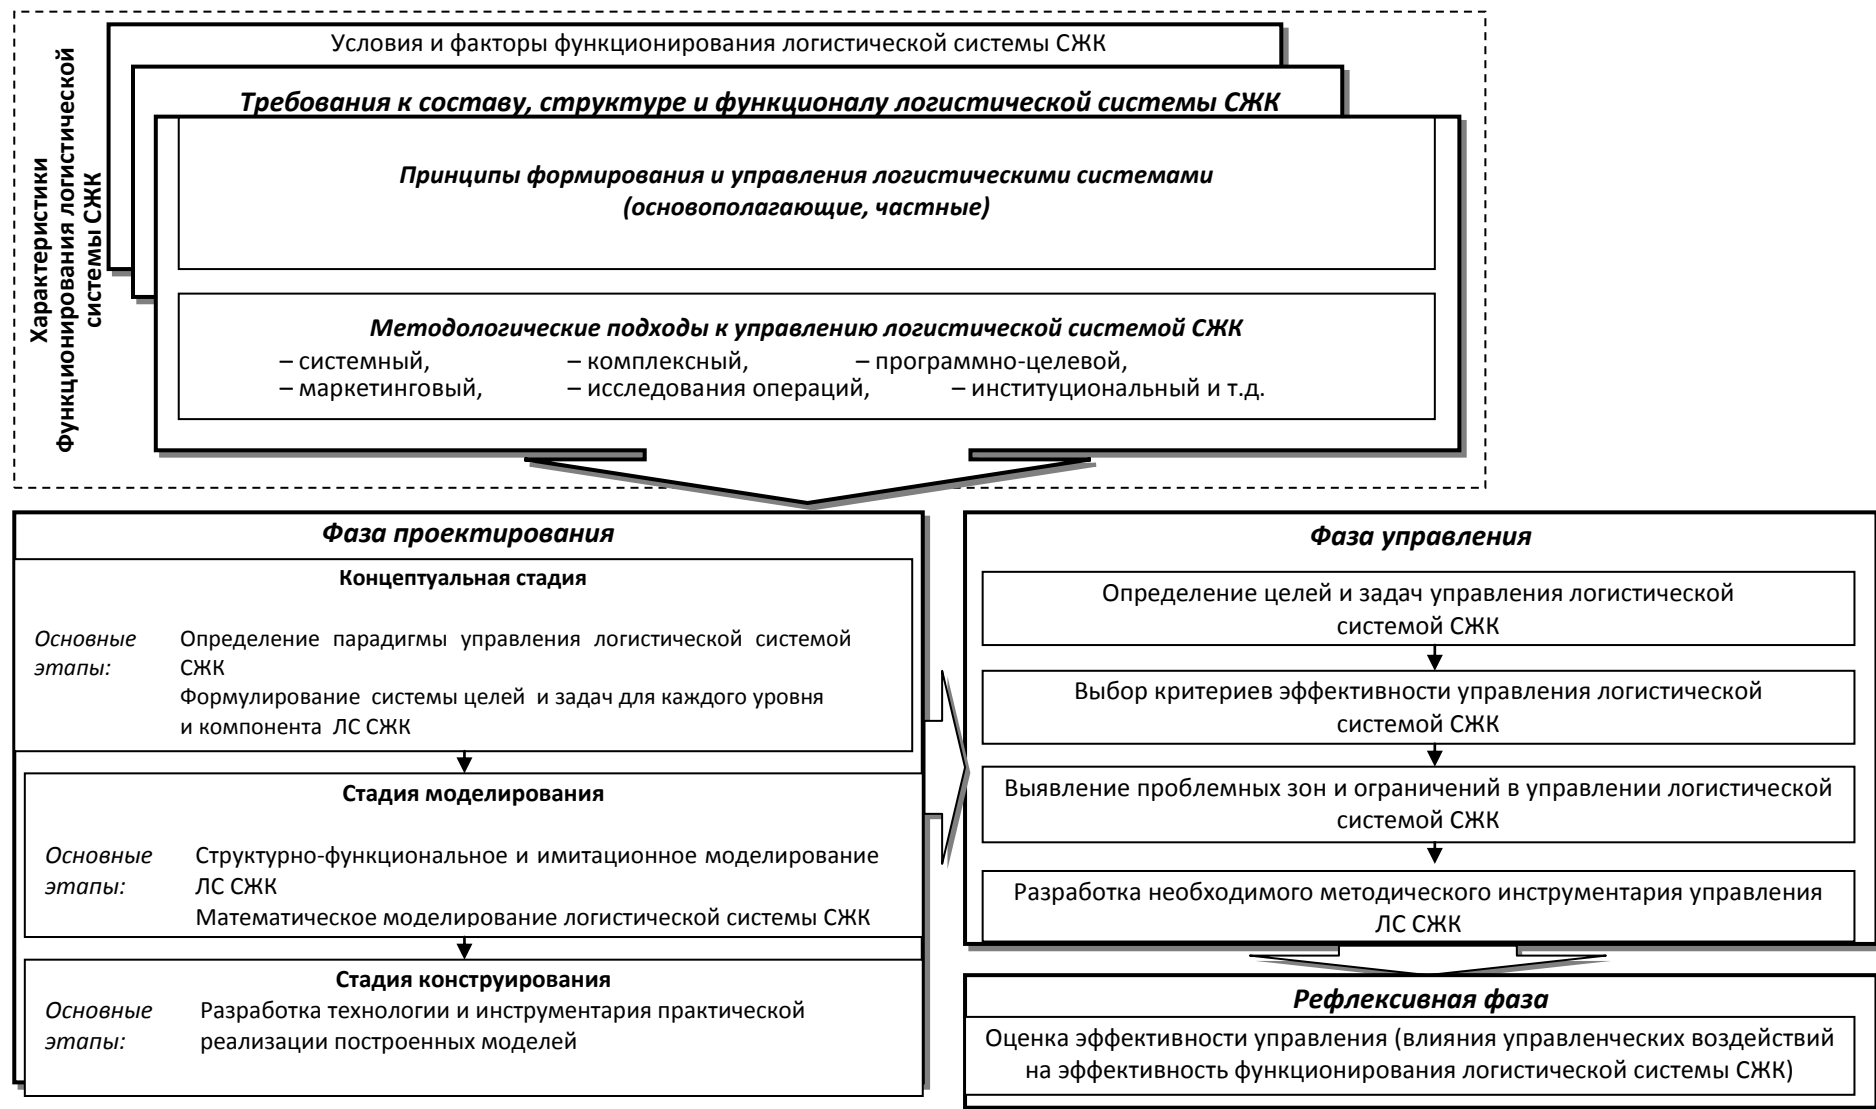 Характеристики
Функционирования логистической
системы СЖК
Условия и факторы функционирования логистической системы СЖК
Требования к составу, структуре и функционалу логистической системы СЖК
Принципы формирования и управления логистическими системами
(основополагающие, частные)
Методологические подходы к управлению логистической системой СЖК
– системный, – комплексный, – программно-целевой,
– маркетинговый, – исследования операций, – институциональный и т.д.
Фаза проектирования
Концептуальная стадия
Основные
этапы:
Определение парадигмы управления логистической системой
СЖК
Формулирование системы целей и задач для каждого уровня
и компонента ЛС СЖК
Стадия моделирования
Основные
этапы:
Структурно-функциональное и имитационное моделирование
ЛС СЖК
Математическое моделирование логистической системы СЖК
Стадия конструирования
Основные
этапы:
Разработка технологии и инструментария практической
реализации построенных моделей
Фаза управления
Определение целей и задач управления логистической
системой СЖК
Выбор критериев эффективности управления логистической
системой СЖК
Выявление проблемных зон и ограничений в управлении логистической
системой СЖК
Разработка необходимого методического инструментария управления
ЛС СЖК
Рефлексивная фаза
Оценка эффективности управления (влияния управленческих воздействий
на эффективность функционирования логистической системы СЖК)